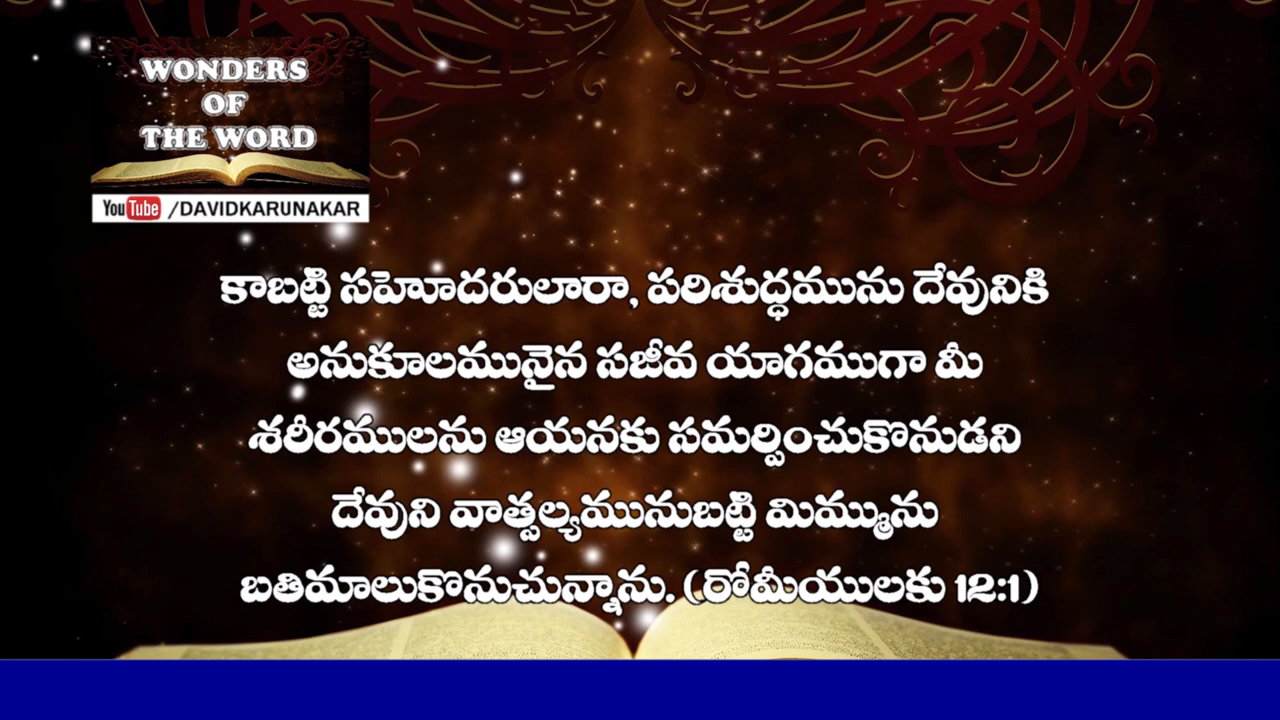 WONDERS
OF
THE WORD
YouTube /DAVIDKARUNAKAR
కాబట్టి సహోదరులారా, పరిశుద్ధమును దేవునికి
అనుకూలమునైన సజీవ యాగముగా మీ
శరీరములను ఆయనకు సమర్పించుకొనుడని
దేవుని వాత్సల్యమునుబట్టి మిమ్మును
బతిమాలుకొనుచున్నాను. (రోమీయులకు 12:1)